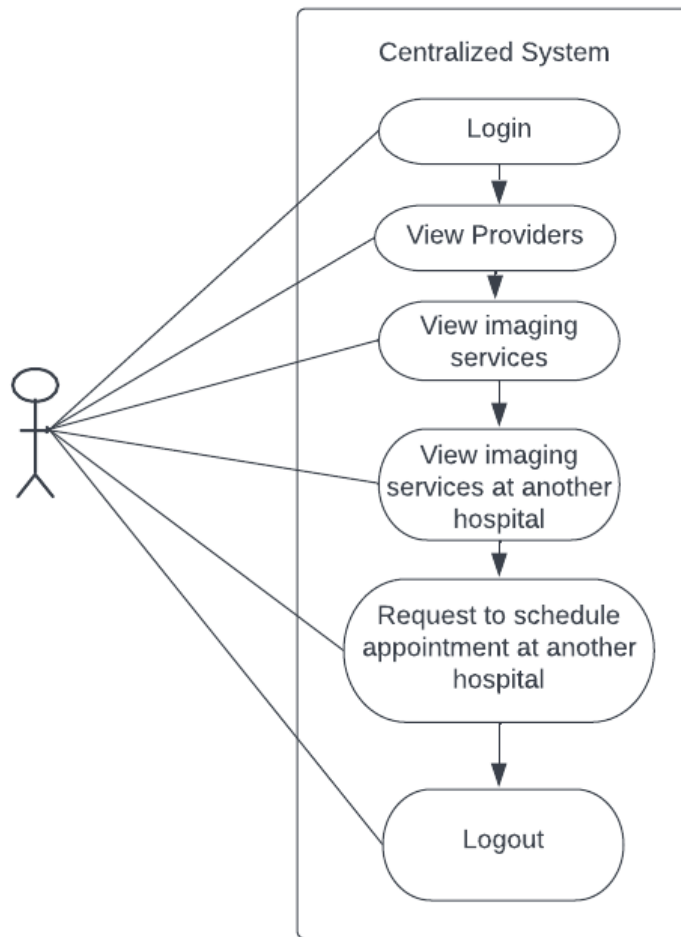 Centralized System
Login
View Providers
View imaging
services
View imaging
services at another
hospital
Request to schedule
appointment at another
hospital
Logout